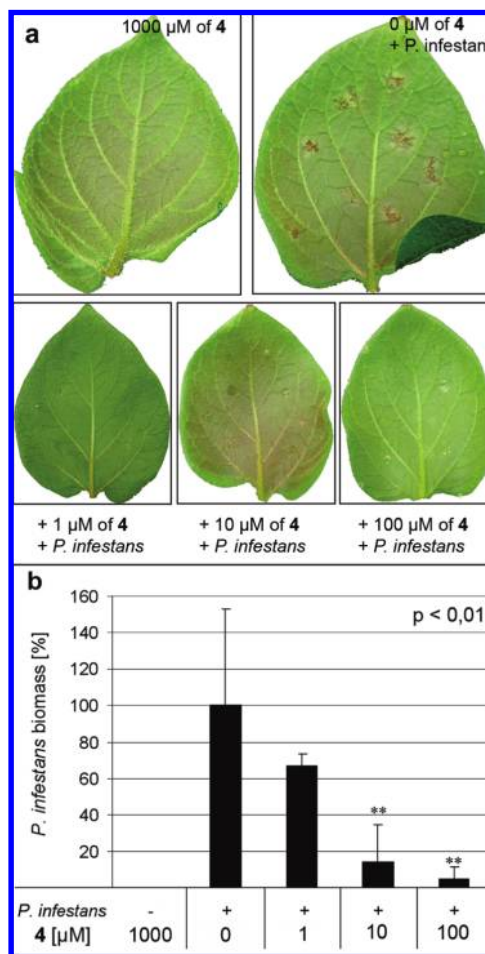 a
1000 µM of 4
0 µM of 4
+ P. infestan
+ 1 µM of 4
+ P. infestans
+ 10 µM of 4
+ P. infestans
+ 100 µM of 4
+ P. infestans
b
P. infestans biomass [%]
160
140
120
100
80
60
40
20
p < 0,01
**
**
P. infestans - + + + +
4 [µM] 1000 0 1 10 100